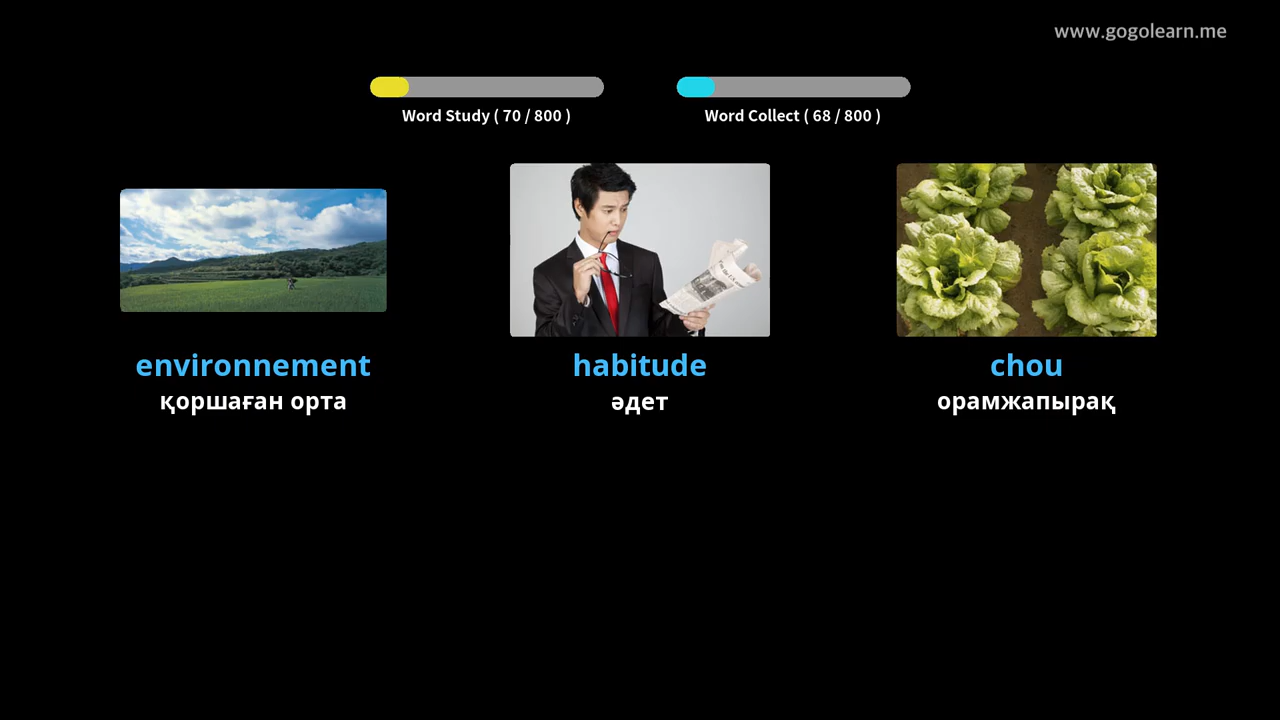 www.gogolearn.me
Word Study ( 70 / 800 )
Word Collect ( 68 / 800 )
environnement
қоршаған орта
habitude
әдет
chou
орамжапырақ